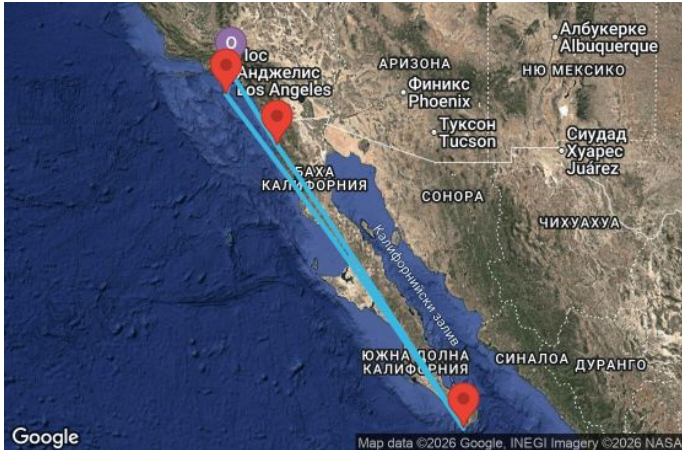 О
Лос
Анджелис
Los Angeles
Албукерке
Albuquerque
АРИЗОНА
НЮ МЕКСИКО
Финикс
Phoenix
Туксон
Tucson
Сиудад
Хуарес
Juárez
БАХА
КАЛИФОРНИЯ
СОНОРА
ЧИХУАХУА
Калифорнийски залив
ЮЖНА ДОЛНА
КАЛИФОРНИЯ
СИНАЛОА
ДУРАНГО
Google
Map data ©2026 Google, INEGI Imagery ©2026 NASA